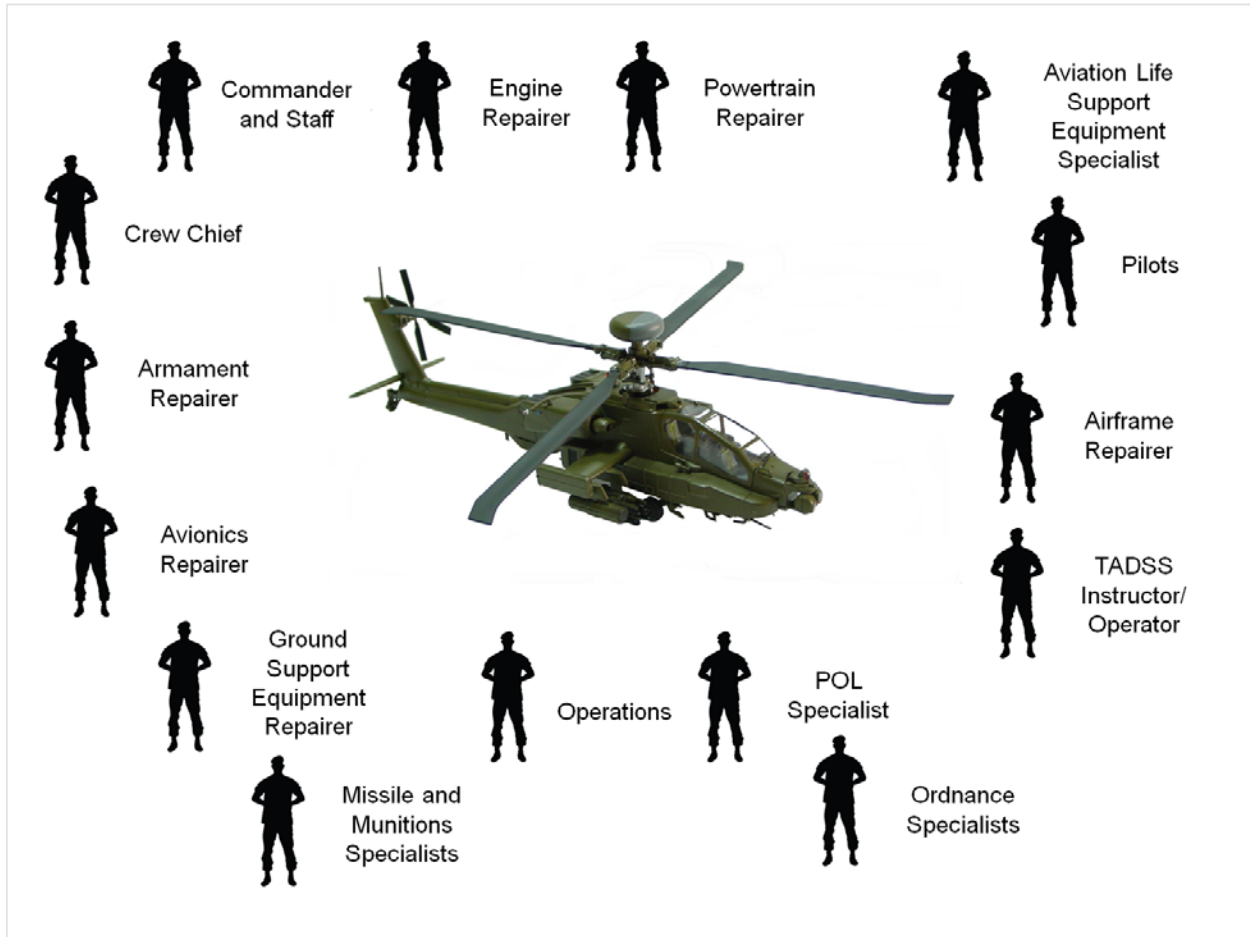 Commander
and Staff
Engine
Repairer
Powertrain
Repairer
Aviation Life
Support
Equipment
Specialist
Crew Chief
Pilots
Armament
Repairer
Airframe
Repairer
Avionics
Repairer
TADSS
Instructor/
Operator
Ground
Support
Equipment
Repairer
Operations
POL
Specialist
Missile and
Munitions
Specialists
Ordnance
Specialists